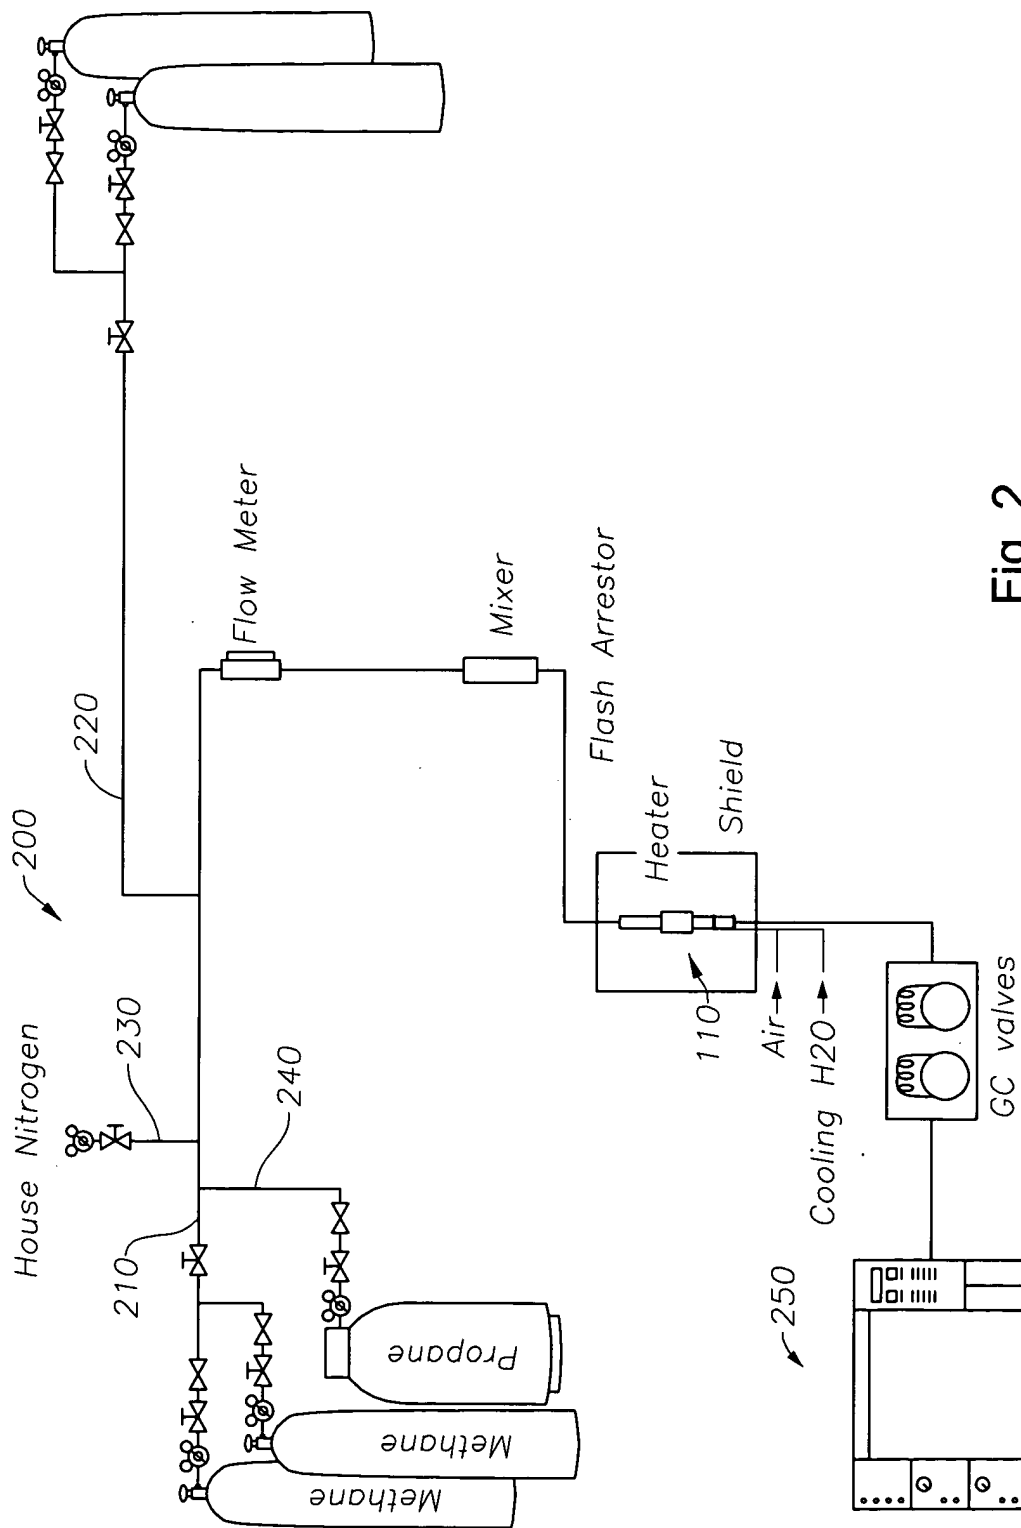 200
House Nitrogen
230
220
210
240
Flow Meter
Mixer
Flash Arrestor
Heater
Shield
110
Air
Cooling H2O
GC valves
250
Methane
Methane
Propane
Fig. 2